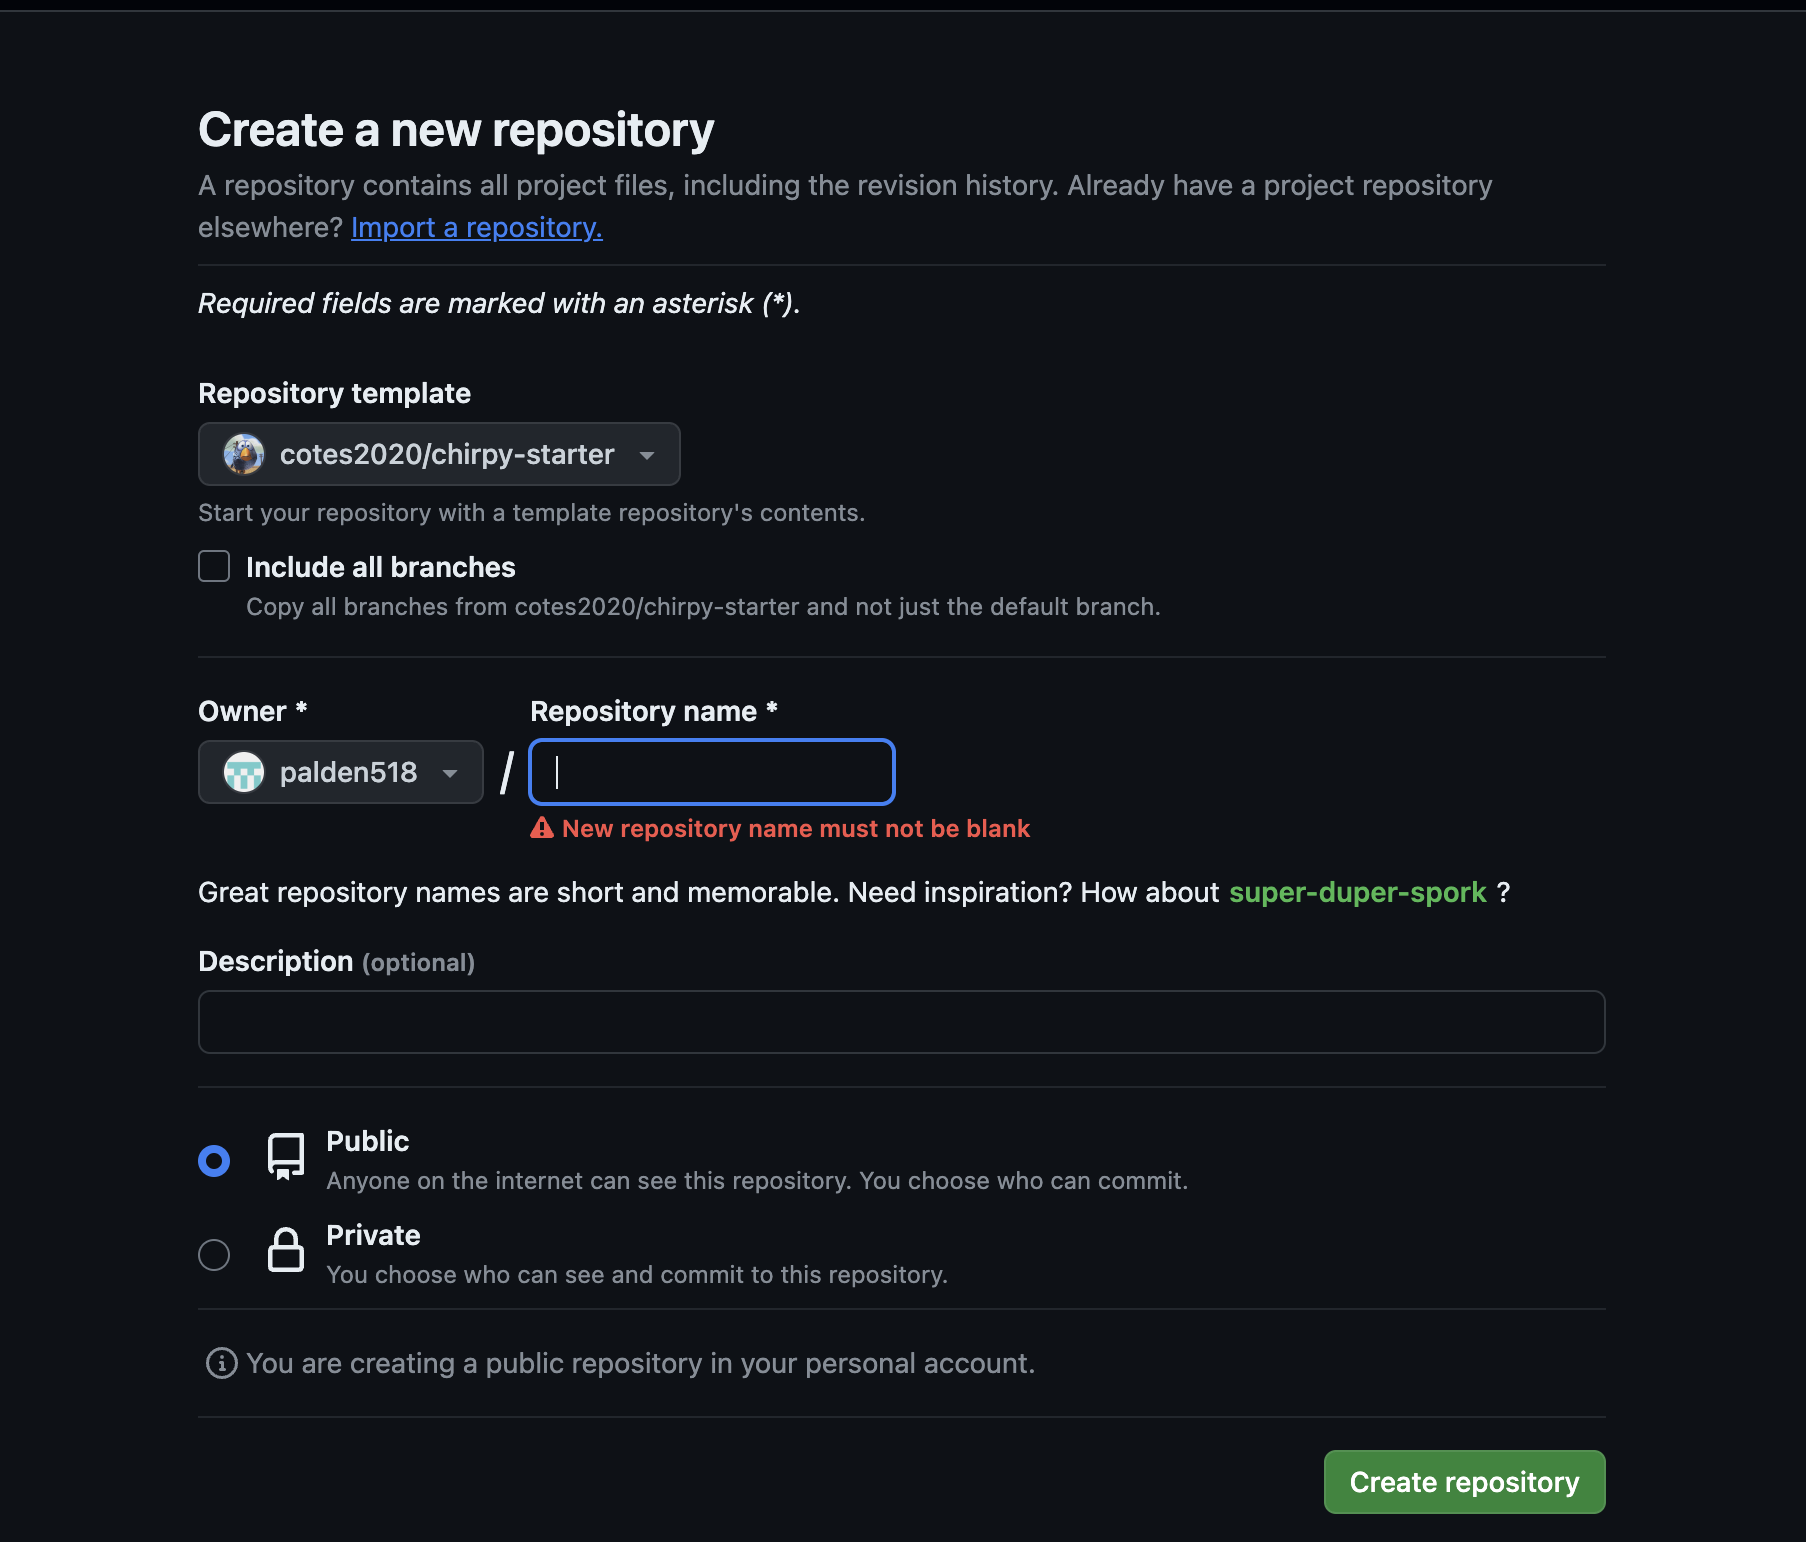 Create a new repository
A repository contains all project files, including the revision history. Already have a project repository
elsewhere? Import a repository.
Required fields are marked with an asterisk (*).
Repository template
cotes2020/chirpy-starter
Start your repository with a template repository's contents.
Include all branches
Copy all branches from cotes2020/chirpy-starter and not just the default branch.
Owner * Repository name *
palden518 /
New repository name must not be blank
Great repository names are short and memorable. Need inspiration? How about super-duper-spork ?
Description (optional)
Public
Anyone on the internet can see this repository. You choose who can commit.
Private
You choose who can see and commit to this repository.
You are creating a public repository in your personal account.
Create repository